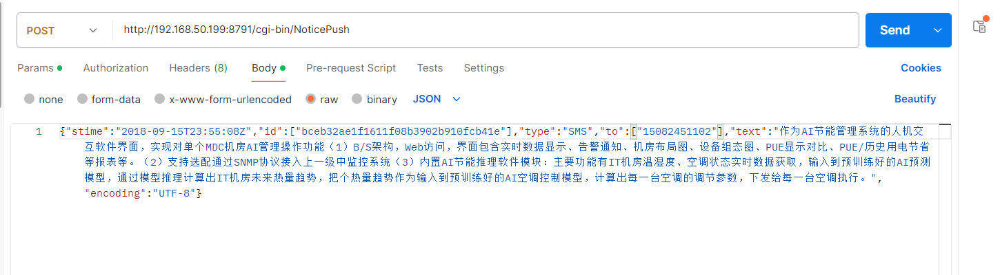 POST
http://192.168.50.199:8791/cgi-bin/NoticePush
Send
Params
Authorization
Headers (8)
Body
Pre-request Script
Tests
Settings
Cookies
none
form-data
x-www-form-urlencoded
raw
binary
JSON
Beautify
1
{"stime":"2018-09-15T23:55:08Z","id":["bceb32ae1f1611f08b3902b910fcb41e"],"type":"SMS","to":["15082451102"],"text":"作为AI节能管理系统的人机交
互软件界面，实现对单个MDC机房AI管理操作功能（1）B/S架构，Web访问，界面包含实时数据显示、告警通知、机房布局图、设备组态图、PUE显示对比、PUE/历史用电节省
等报表等。（2）支持选配通过SNMP协议接入上一级中监控系统（3）内置AI节能推理软件模块：主要功能有IT机房温湿度、空调状态实时数据获取，输入到预训练好的AI预测
模型，通过模型推理计算出IT机房未来热量趋势，把个热量趋势作为输入到预训练好的AI空调控制模型，计算出每一台空调的调节参数，下发给每一台空调执行。",
"encoding":"UTF-8"}